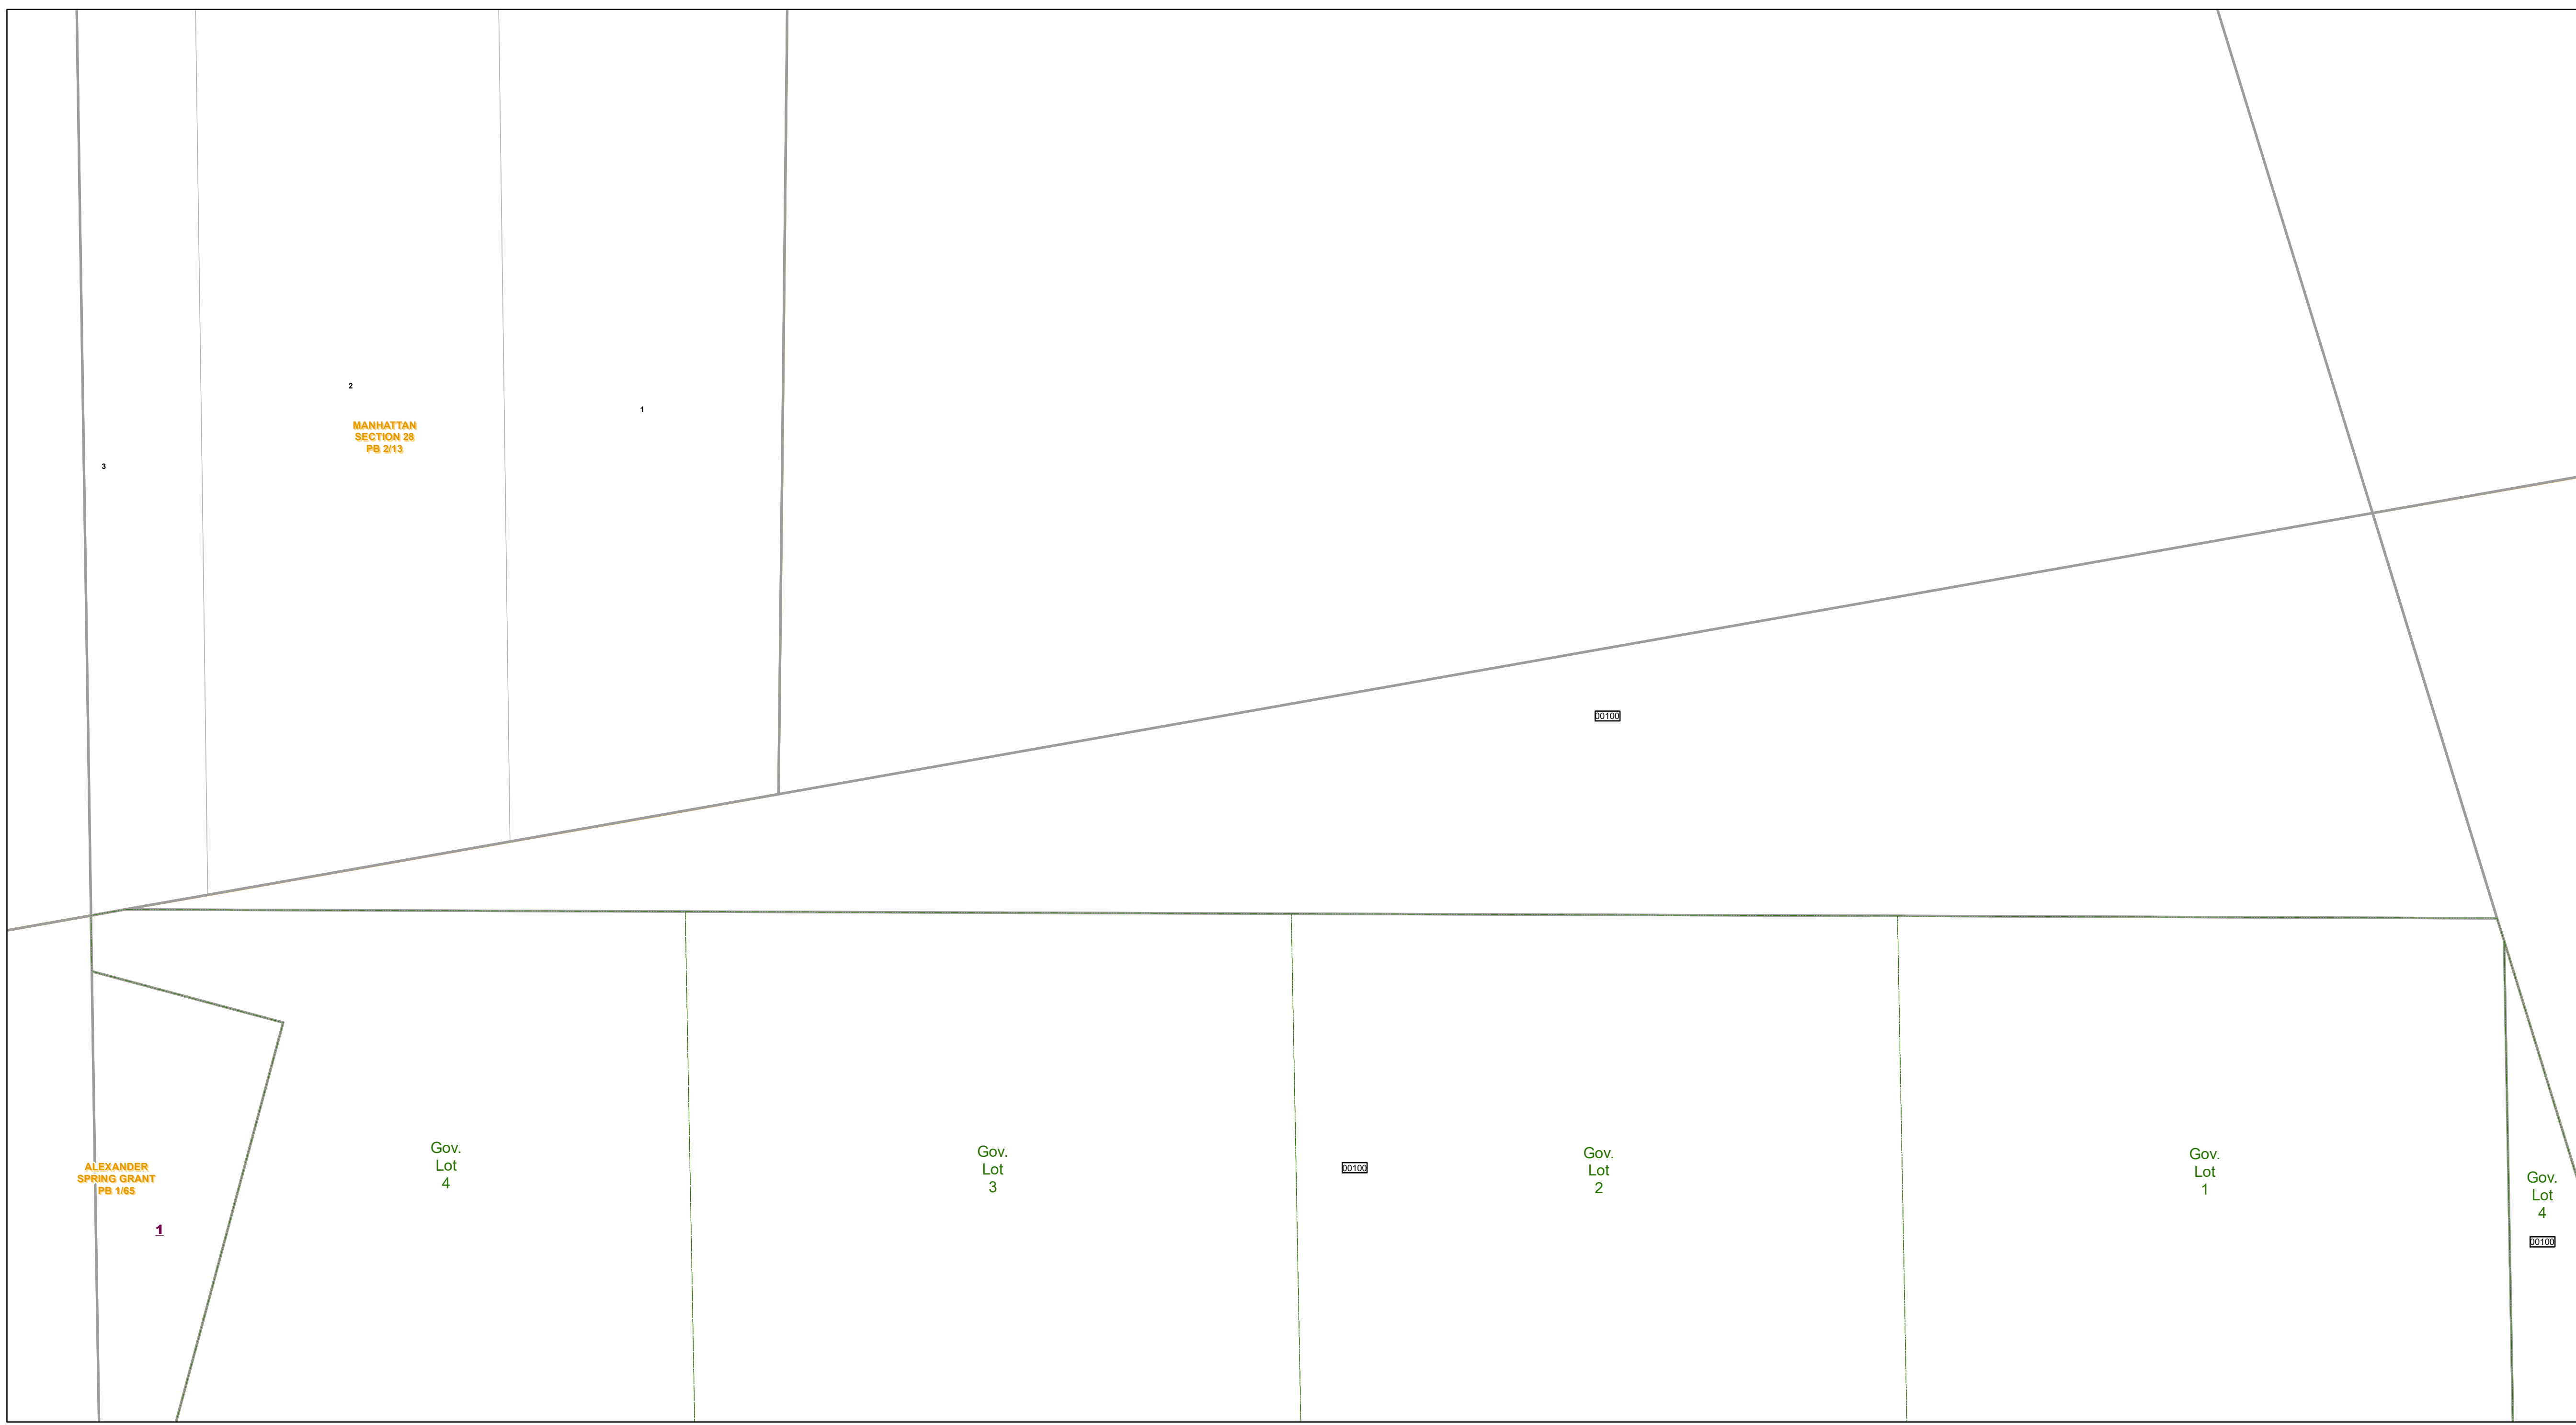 2
1
MANHATTAN
SECTION 28
PB 2/13
3
00100
Gov.
Lot
4
Gov.
Lot
3
00100
Gov.
Lot
2
Gov.
Lot
1
ALEXANDER
SPRING GRANT
PB 1/65
1
Gov.
Lot
4
00100